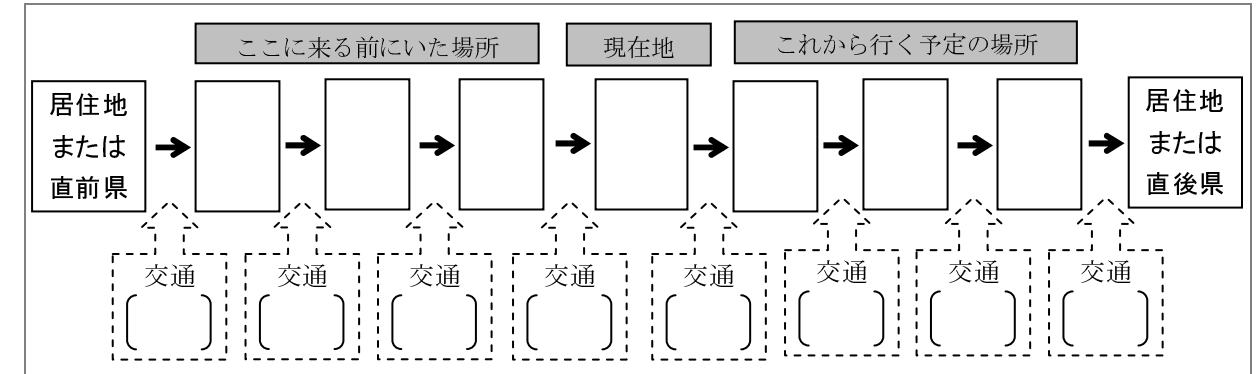 ここに来る前にいた場所
現在地
これから行く予定の場所
居住地
または
直前県
居住地
または
直後県
交通
交通
交通
交通
交通
交通
交通
交通